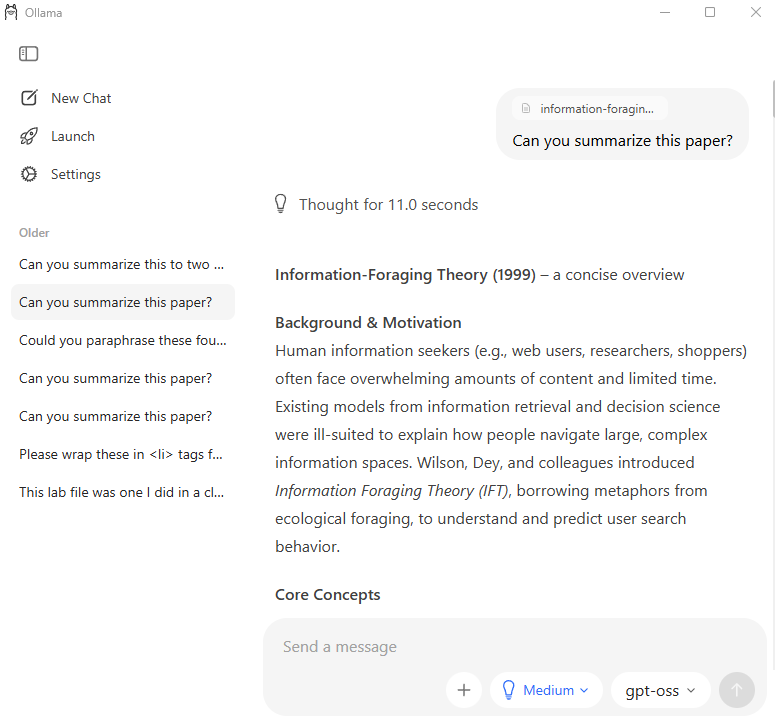 Ollama
New Chat
Launch
Settings
Older
Can you summarize this to two ...
Can you summarize this paper?
Could you paraphrase these fou...
Can you summarize this paper?
Can you summarize this paper?
Please wrap these in <li> tags f...
This lab file was one I did in a cl...
information-foragin...
Can you summarize this paper?
Thought for 11.0 seconds
Information-Foraging Theory (1999) – a concise overview
Background & Motivation
Human information seekers (e.g., web users, researchers, shoppers)
often face overwhelming amounts of content and limited time.
Existing models from information retrieval and decision science
were ill-suited to explain how people navigate large, complex
information spaces. Wilson, Dey, and colleagues introduced
Information Foraging Theory (IFT), borrowing metaphors from
ecological foraging, to understand and predict user search
behavior.
Core Concepts
Send a message
Medium
gpt-oss